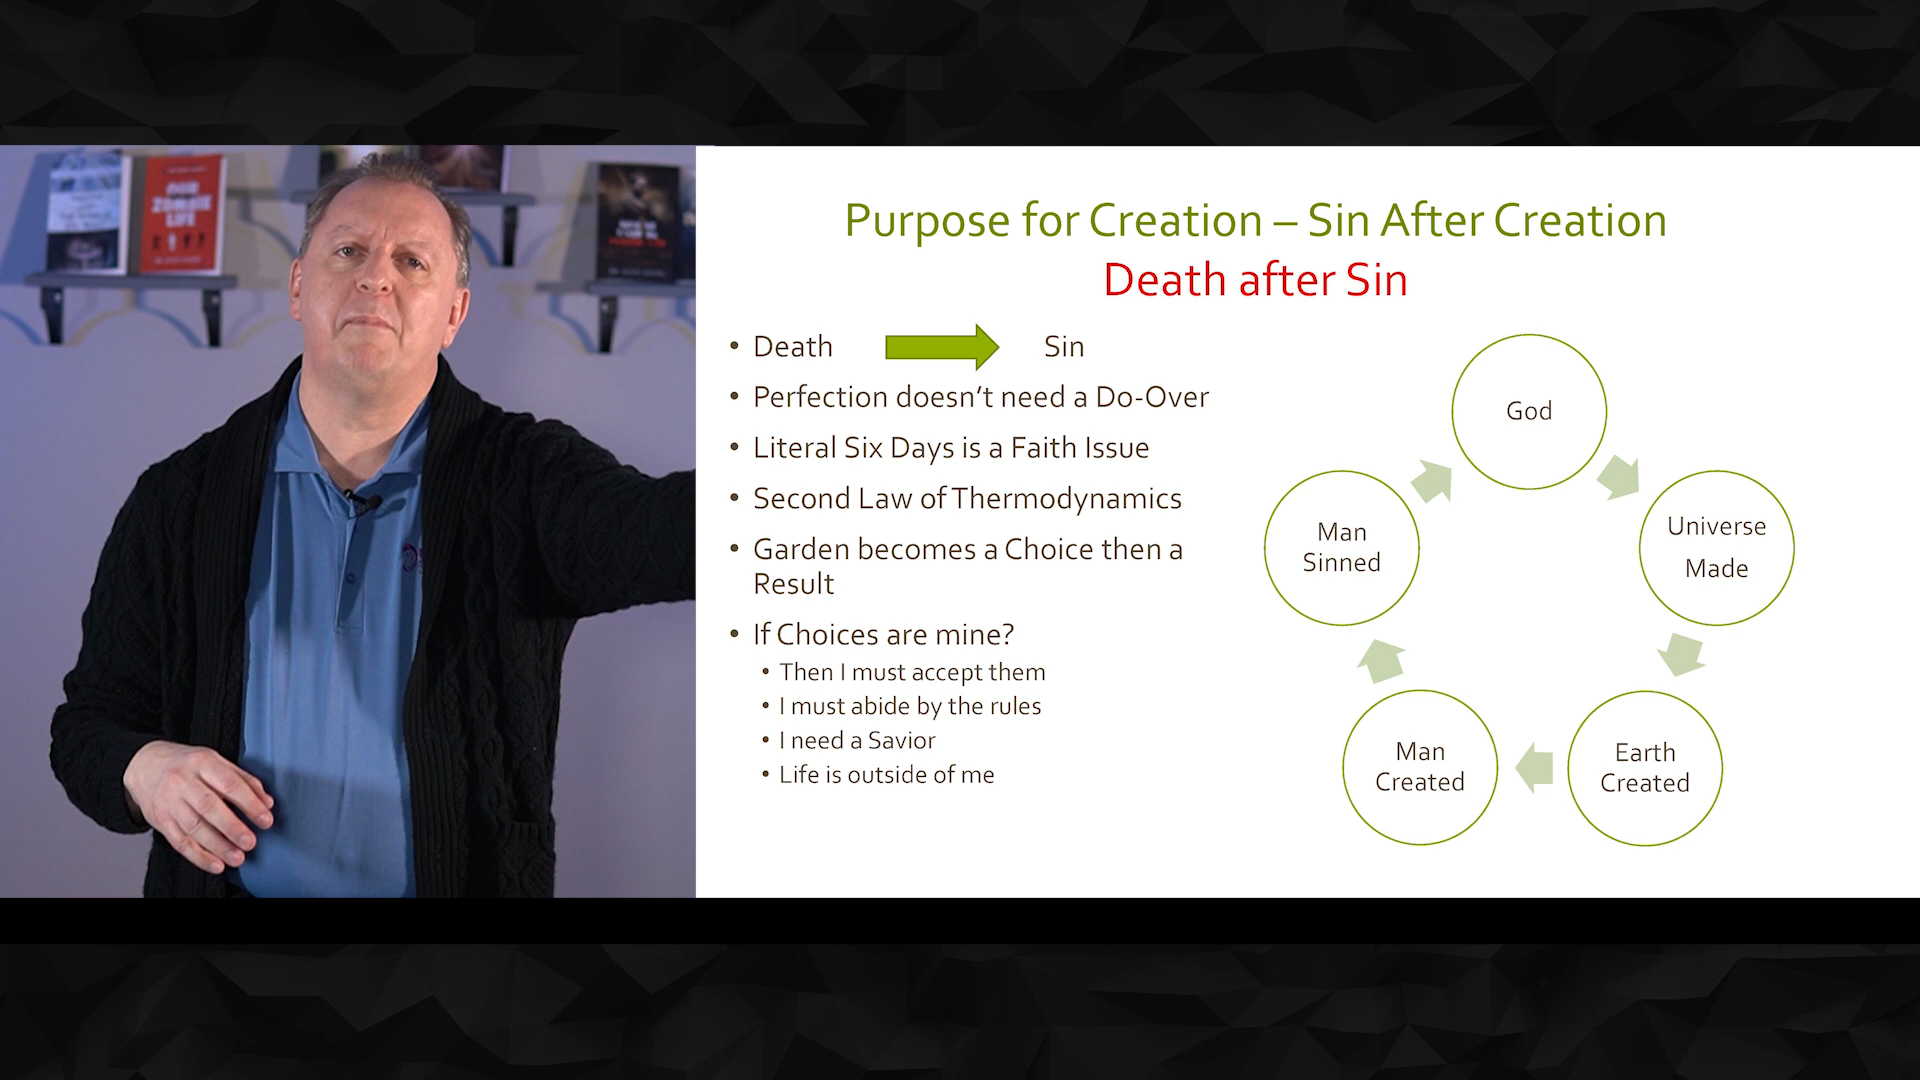 OUR
ZOMBIE
LIFE
Purpose for Creation – Sin After Creation
Death after Sin
• Death Sin
• Perfection doesn’t need a Do-Over
• Literal Six Days is a Faith Issue
• Second Law of Thermodynamics
• Garden becomes a Choice then a
Result
• If Choices are mine?
• Then I must accept them
• I must abide by the rules
• I need a Savior
• Life is outside of me
God
Universe
Made
Earth
Created
Man
Created
Man
Sinned